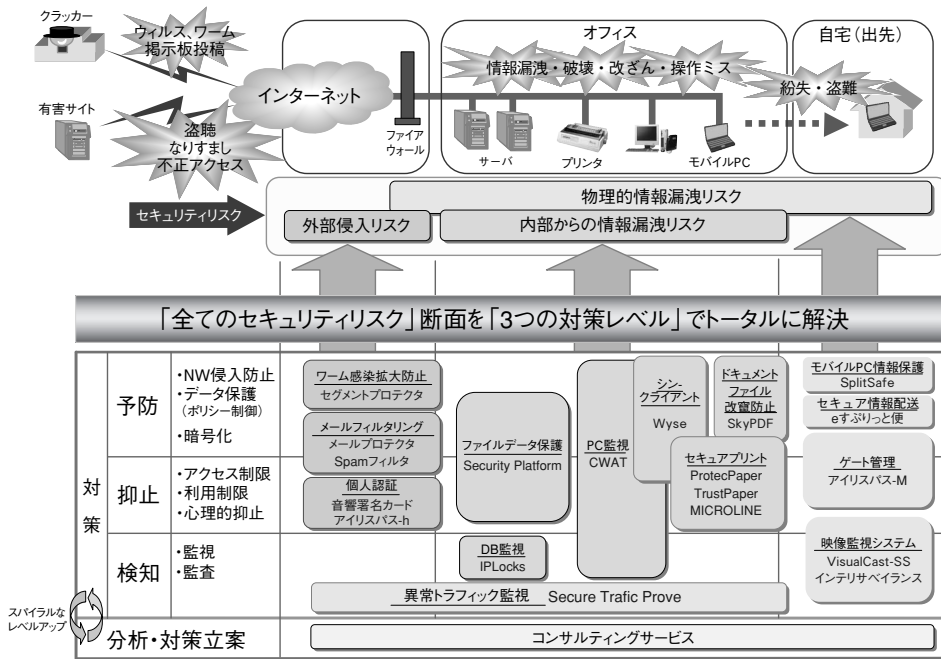 クラッカー
ウィルス、ワーム
掲示板投稿
有害サイト
盗聴
なりすまし
不正アクセス
インターネット
ファイア
ウォール
オフィス
情報漏洩・破壊・改ざん・操作ミス
サーバ
プリンタ
モバイルPC
自宅(出先)
紛失・盗難
セキュリティリスク
物理的情報漏洩リスク
外部侵入リスク
内部からの情報漏洩リスク
「全てのセキュリティリスク」断面を「3つの対策レベル」でトータルに解決
対策
予防
・NW侵入防止
・データ保護
(ポリシー制御)
・暗号化
抑止
・アクセス制限
・利用制限
・心理的抑止
検知
・監視
・監査
ワーム感染拡大防止
セグメントプロテクタ
メールフィルタリング
メールプロテクタ
Spamフィルタ
個人認証
音響署名カード
アイリスパス-h
ファイルデータ保護
Security Platform
DB監視
IPLocks
PC監視
CWAT
シン-
クライアント
Wyse
ドキュメント
ファイル
改竄防止
SkyPDF
セキュアプリント
ProtecPaper
TrustPaper
MICROLINE
モバイルPC情報保護
SplitSafe
セキュア情報配送
eすぷりっと便
ゲート管理
アイリスパス-M
映像監視システム
VisualCast-SS
インテリサベイランス
異常トラフィック監視 Secure Trafic Prove
スパイラルな
レベルアップ
分析・対策立案
コンサルティングサービス